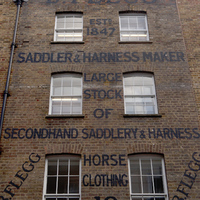 ESTD
1847
SADDLER & HARNESS MAKER
LARGE
STOCK
OF
SECONDHAND SADDLERY & HARNESS
HORSE
CLOTHING